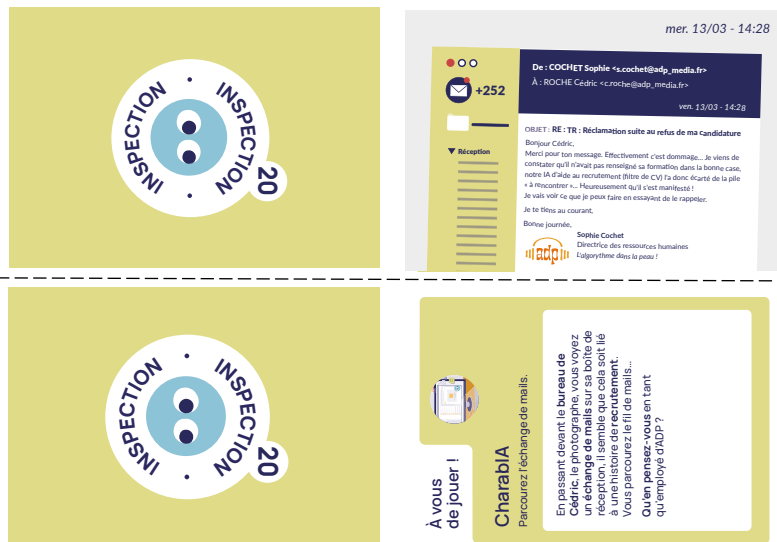 INSPECTION • INSPECTION •
20
mer. 13/03 - 14:28
+252
Réception
De : COCHET Sophie <s.cochet@adp_media.fr>
À : ROCHE Cédric <c.roche@adp_media.fr>
ven. 13/03 - 14:28
OBJET : RE : TR : Réclamation suite au refus de ma candidature
Bonjour Cédric,
Merci pour ton message. Effectivement c'est dommage... Je viens de
constater qu'il n'avait pas renseigné sa formation dans la bonne case,
notre IA d'aide au recrutement (filtre de CV) l'a donc écarté de la pile
« à rencontrer »... Heureusement qu'il s'est manifesté !
Je vais voir ce que je peux faire en essayant de le rappeler.
Je te tiens au courant,
Bonne journée,
adp
Sophie Cochet
Directrice des ressources humaines
L'algorythme dans la peau !
INSPECTION • INSPECTION •
20
À vous
de jouer !
CharabIA
Parcourez l'échange de mails.
En passant devant le bureau de
Cédric, le photographe, vous voyez
un échange de mails sur sa boîte de
réception, il semble que cela soit lié
à une histoire de recrutement.
Vous parcourez le fil de mails...
Qu'en pensez-vous en tant
qu'employé d'ADP ?